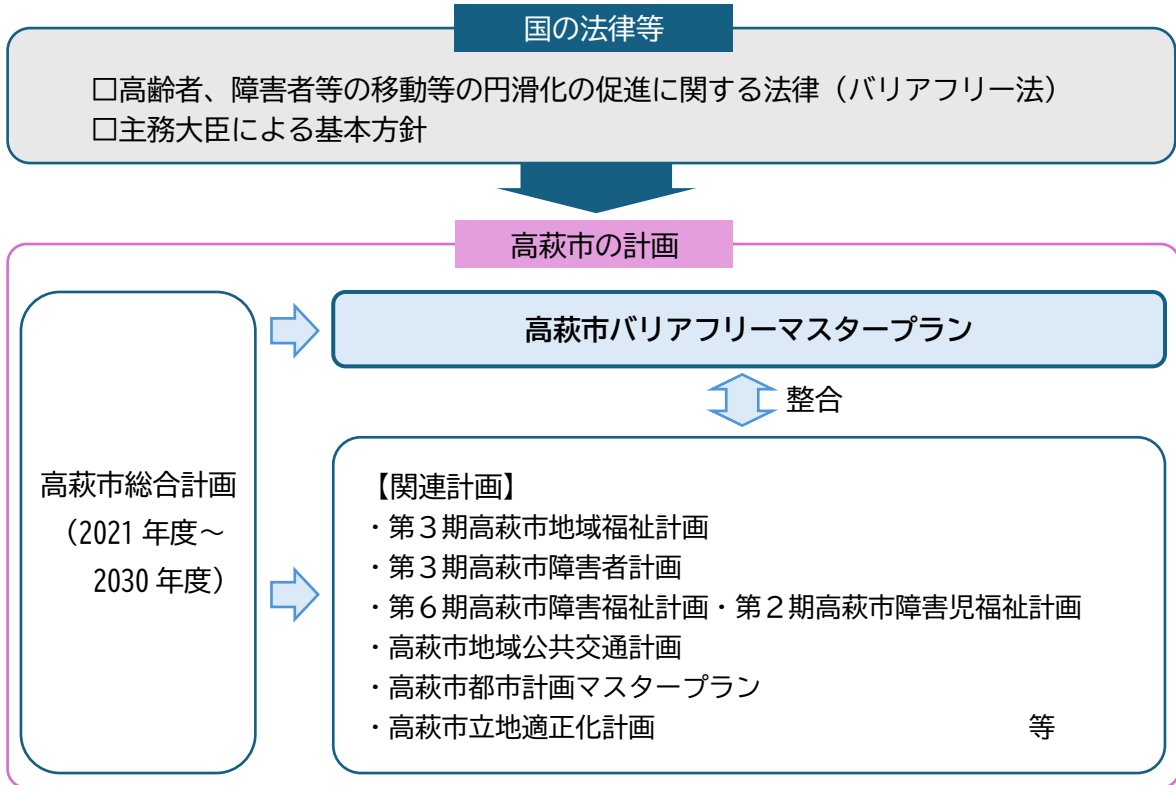 国の法律等
□高齢者、障害者等の移動等の円滑化の促進に関する法律（バリアフリー法）
□主務大臣による基本方針
高萩市の計画
高萩市総合計画
（2021 年度～
2030 年度）
高萩市バリアフリーマスタープラン
整合
【関連計画】
・第３期高萩市地域福祉計画
・第３期高萩市障害者計画
・第６期高萩市障害福祉計画・第２期高萩市障害児福祉計画
・高萩市地域公共交通計画
・高萩市都市計画マスタープラン
・高萩市立地適正化計画　　　　　　　　　　　　　　等